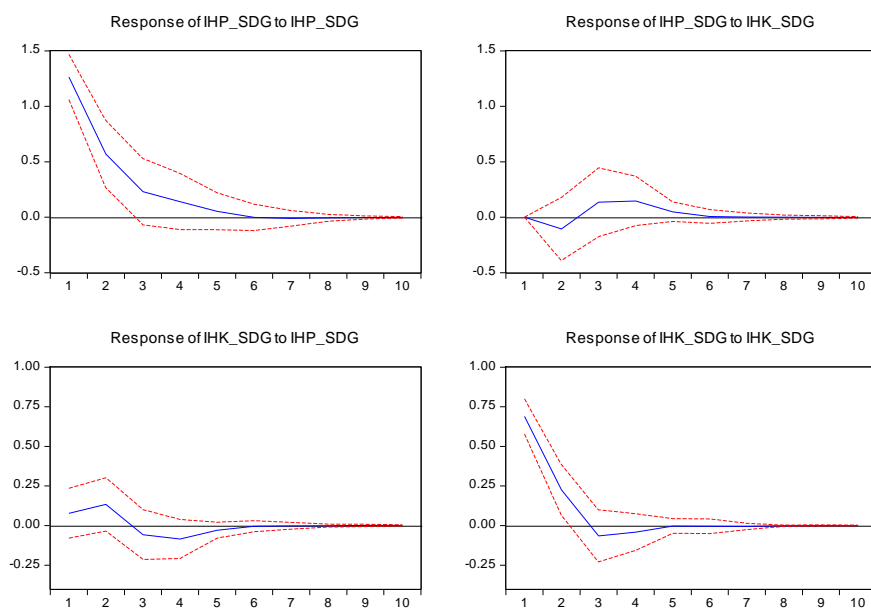 Response of IHP_SDG to IHP_SDG
1.5
1.0
0.5
0.0
-0.5
1 2 3 4 5 6 7 8 9 10
Response of IHP_SDG to IHK_SDG
1.5
1.0
0.5
0.0
-0.5
1 2 3 4 5 6 7 8 9 10
Response of IHK_SDG to IHP_SDG
1.00
0.75
0.50
0.25
0.00
-0.25
1 2 3 4 5 6 7 8 9 10
Response of IHK_SDG to IHK_SDG
1.00
0.75
0.50
0.25
0.00
-0.25
1 2 3 4 5 6 7 8 9 10